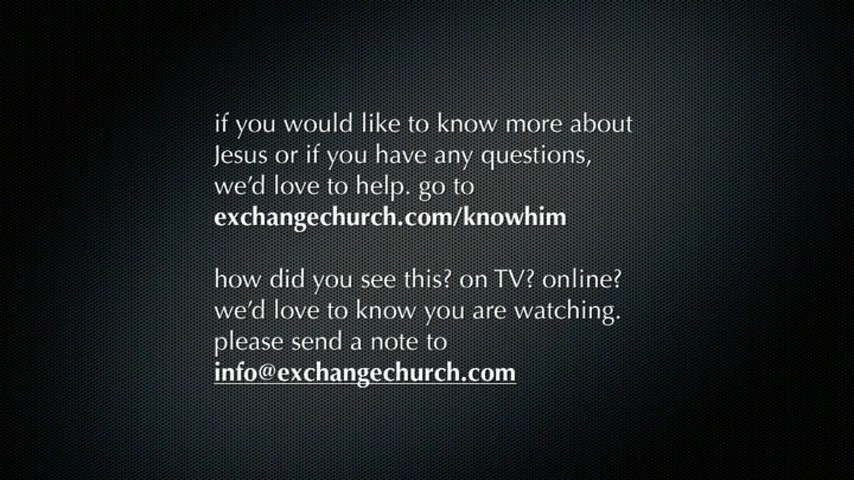 if you would like to know more about
Jesus or if you have any questions,
we'd love to help. go to
exchangechurch.com/knowhim
how did you see this? on TV? online?
we'd love to know you are watching.
please send a note to
info@exchangechurch.com